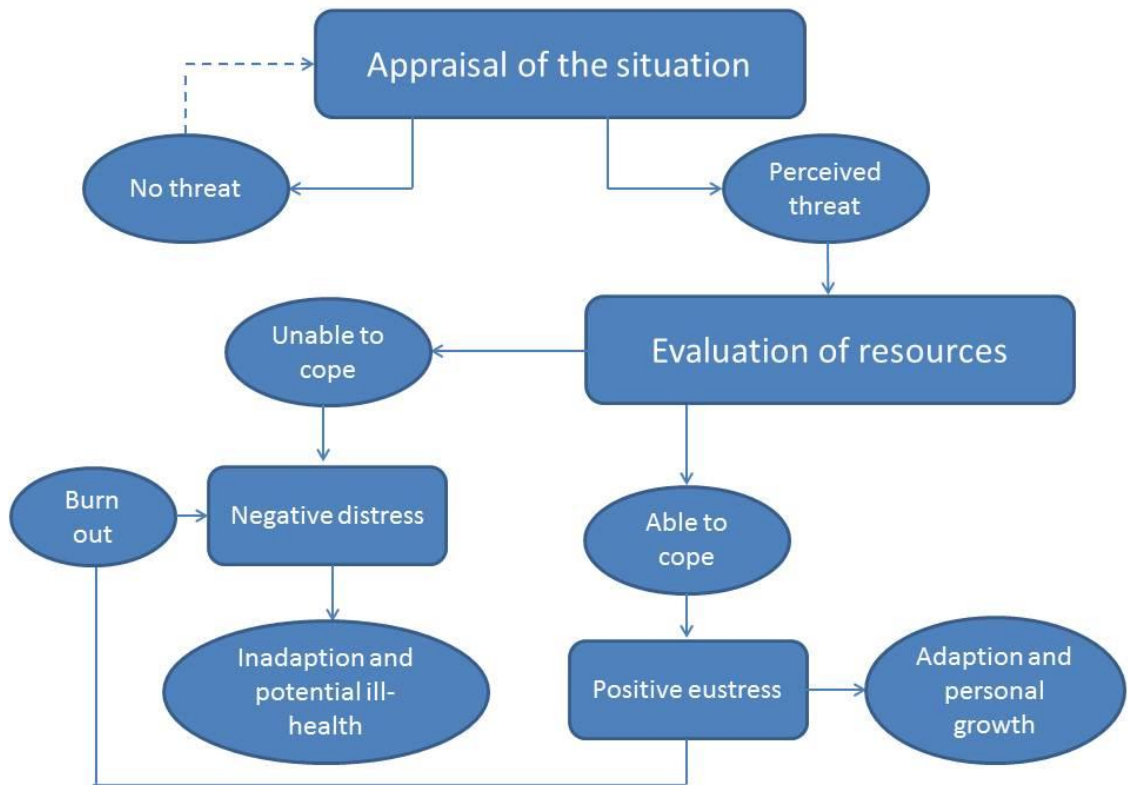 Appraisal of the situation
No threat
Perceived
threat
Unable to
cope
Evaluation of resources
Burn
out
Negative distress
Able to
cope
Inadaption and
potential ill-
health
Positive eustress
Adaption and
personal
growth